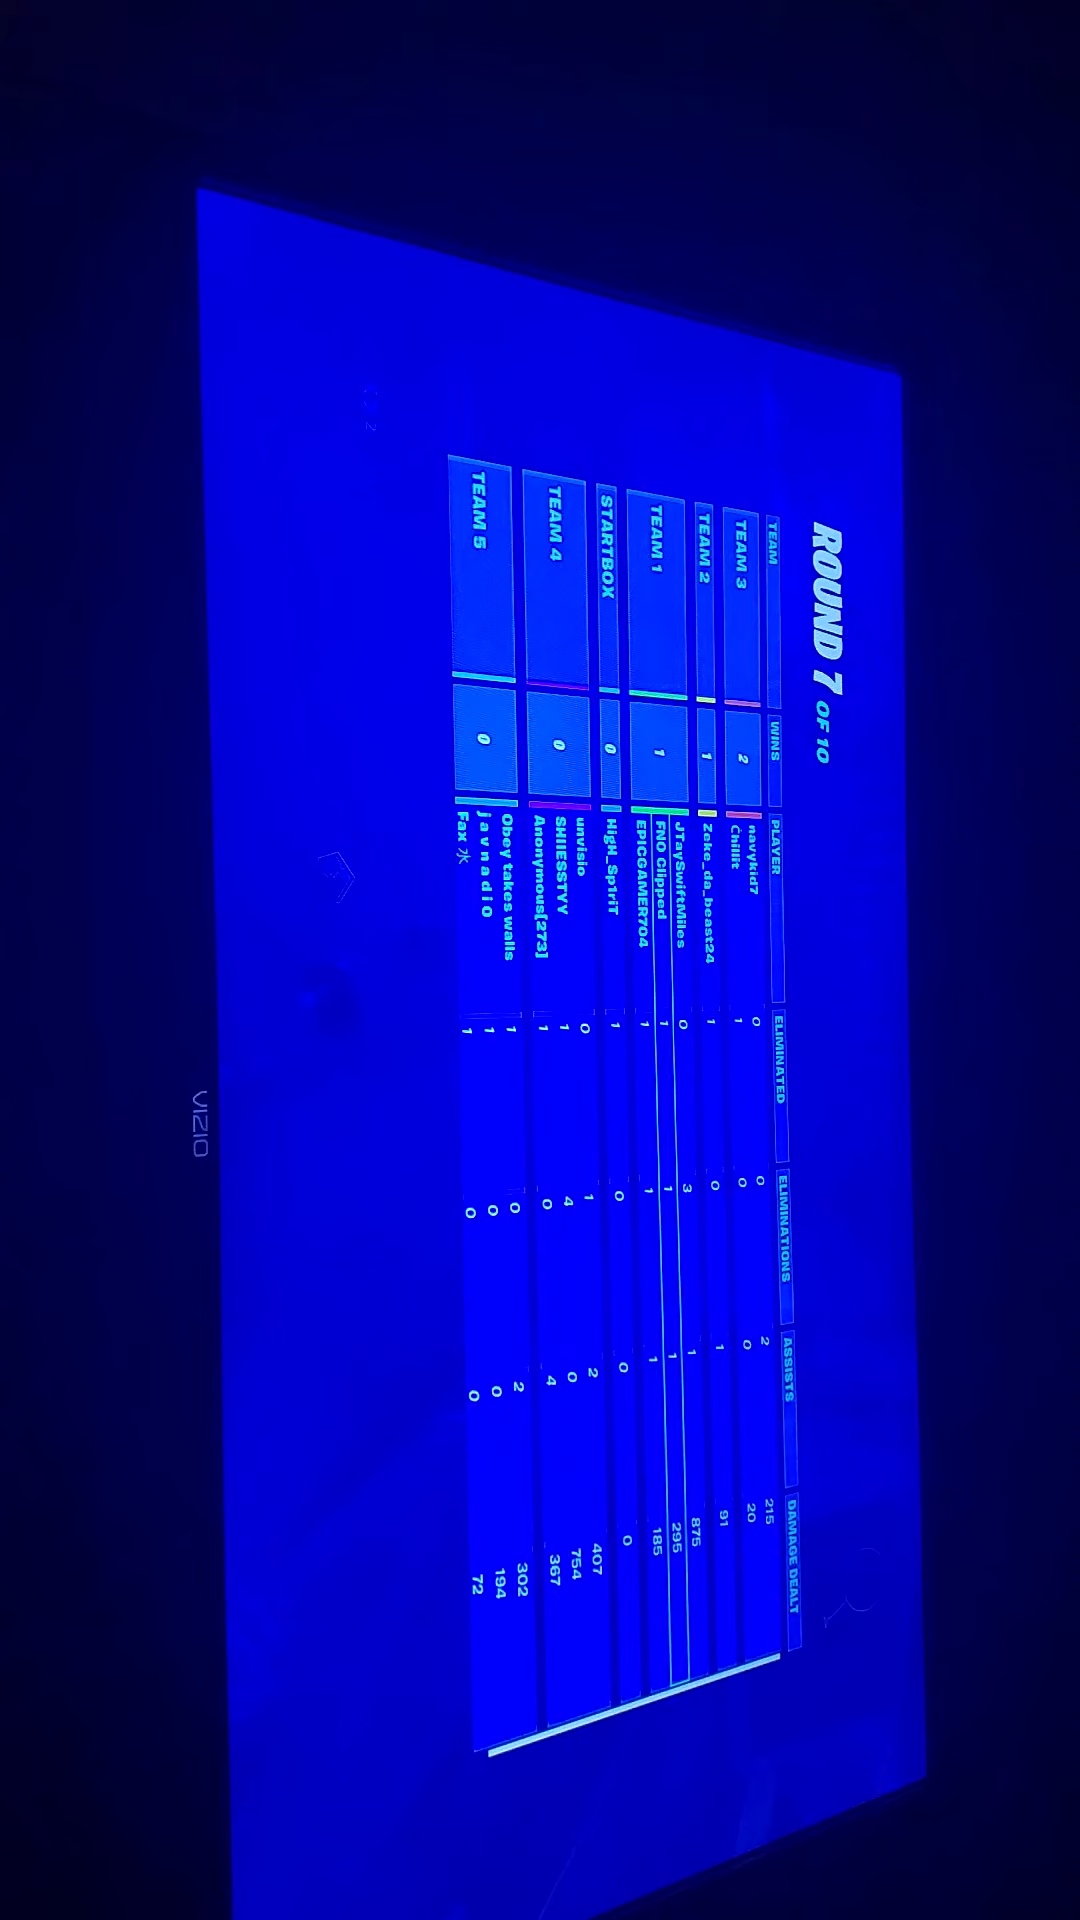 ROUND 7 OF 10
TEAM WINS PLAYER ELIMINATED ELIMINATIONS ASSISTS DAMAGE DEALT
TEAM 3 2 navykid7 0 0 2 215
Chillit 1 0 0 20
TEAM 2 1 Zeke_da_beast24 1 0 1 91
TEAM 1 1 JTaySwiftMiles 0 3 1 875
FNO Clipped 1 1 1 295
EPICGAMER704 1 1 1 185
STARTBOX 0 HigH_Sp1riT 1 0 0 0
TEAM 4 0 unvisio 0 1 2 407
SHIIESSTYY 1 4 0 754
Anonymous[273] 1 0 4 367
TEAM 5 0 Obey takes walls 1 0 2 302
j a v n a d i o 1 0 0 194
Fax 水 1 0 0 72
VIZIO